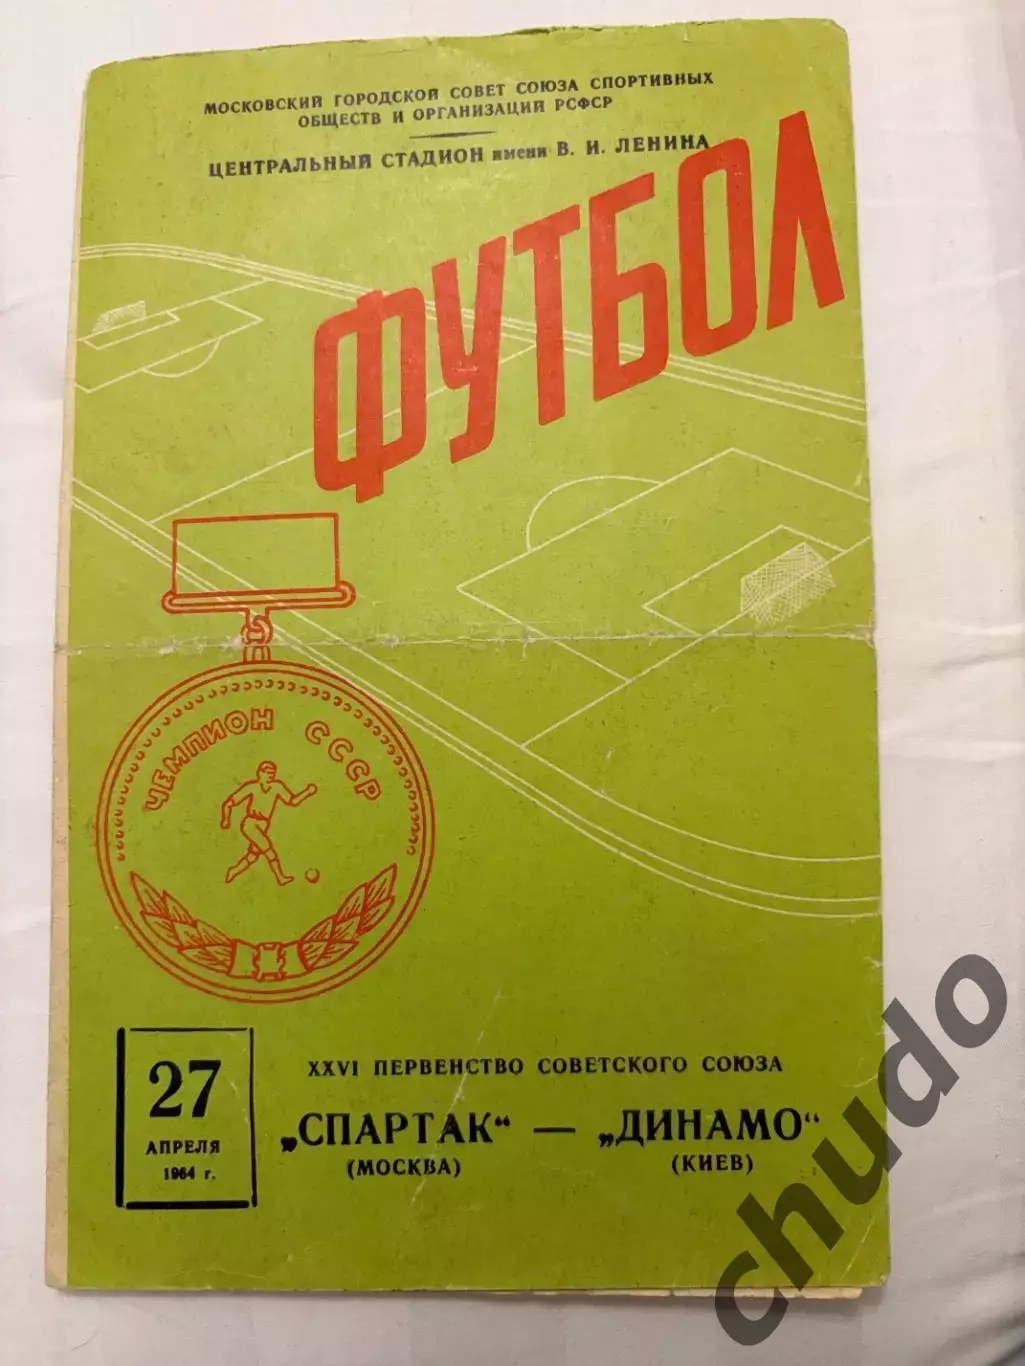 МОСКОВСКИЙ ГОРОДСКОЙ СОВЕТ СОЮЗА СПОРТИВНЫХ
ОБЩЕСТВ И ОРГАНИЗАЦИЙ РСФСР
ЦЕНТРАЛЬНЫЙ СТАДИОН имени В. И. ЛЕНИНА
ФУТБОЛ
ЧЕМПИОН СССР
27
АПРЕЛЯ
1964 г.
XXVI ПЕРВЕНСТВО СОВЕТСКОГО СОЮЗА
„СПАРТАК“ — „ДИНАМО“
(МОСКВА) (КИЕВ)
chudo